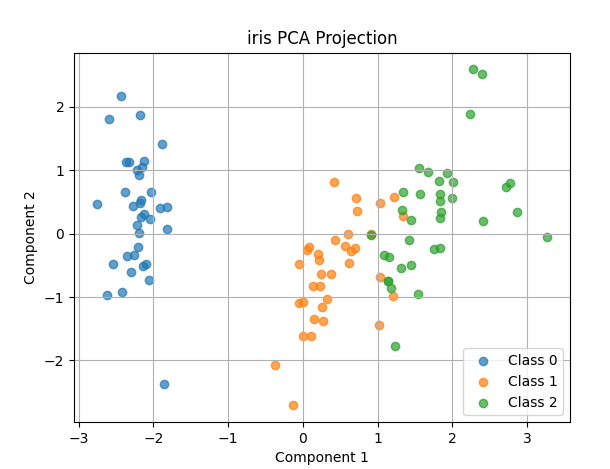 iris PCA Projection
Component 2
2
1
0
−1
−2
−3
−2
−1
0
1
2
3
Component 1
Class 0
Class 1
Class 2